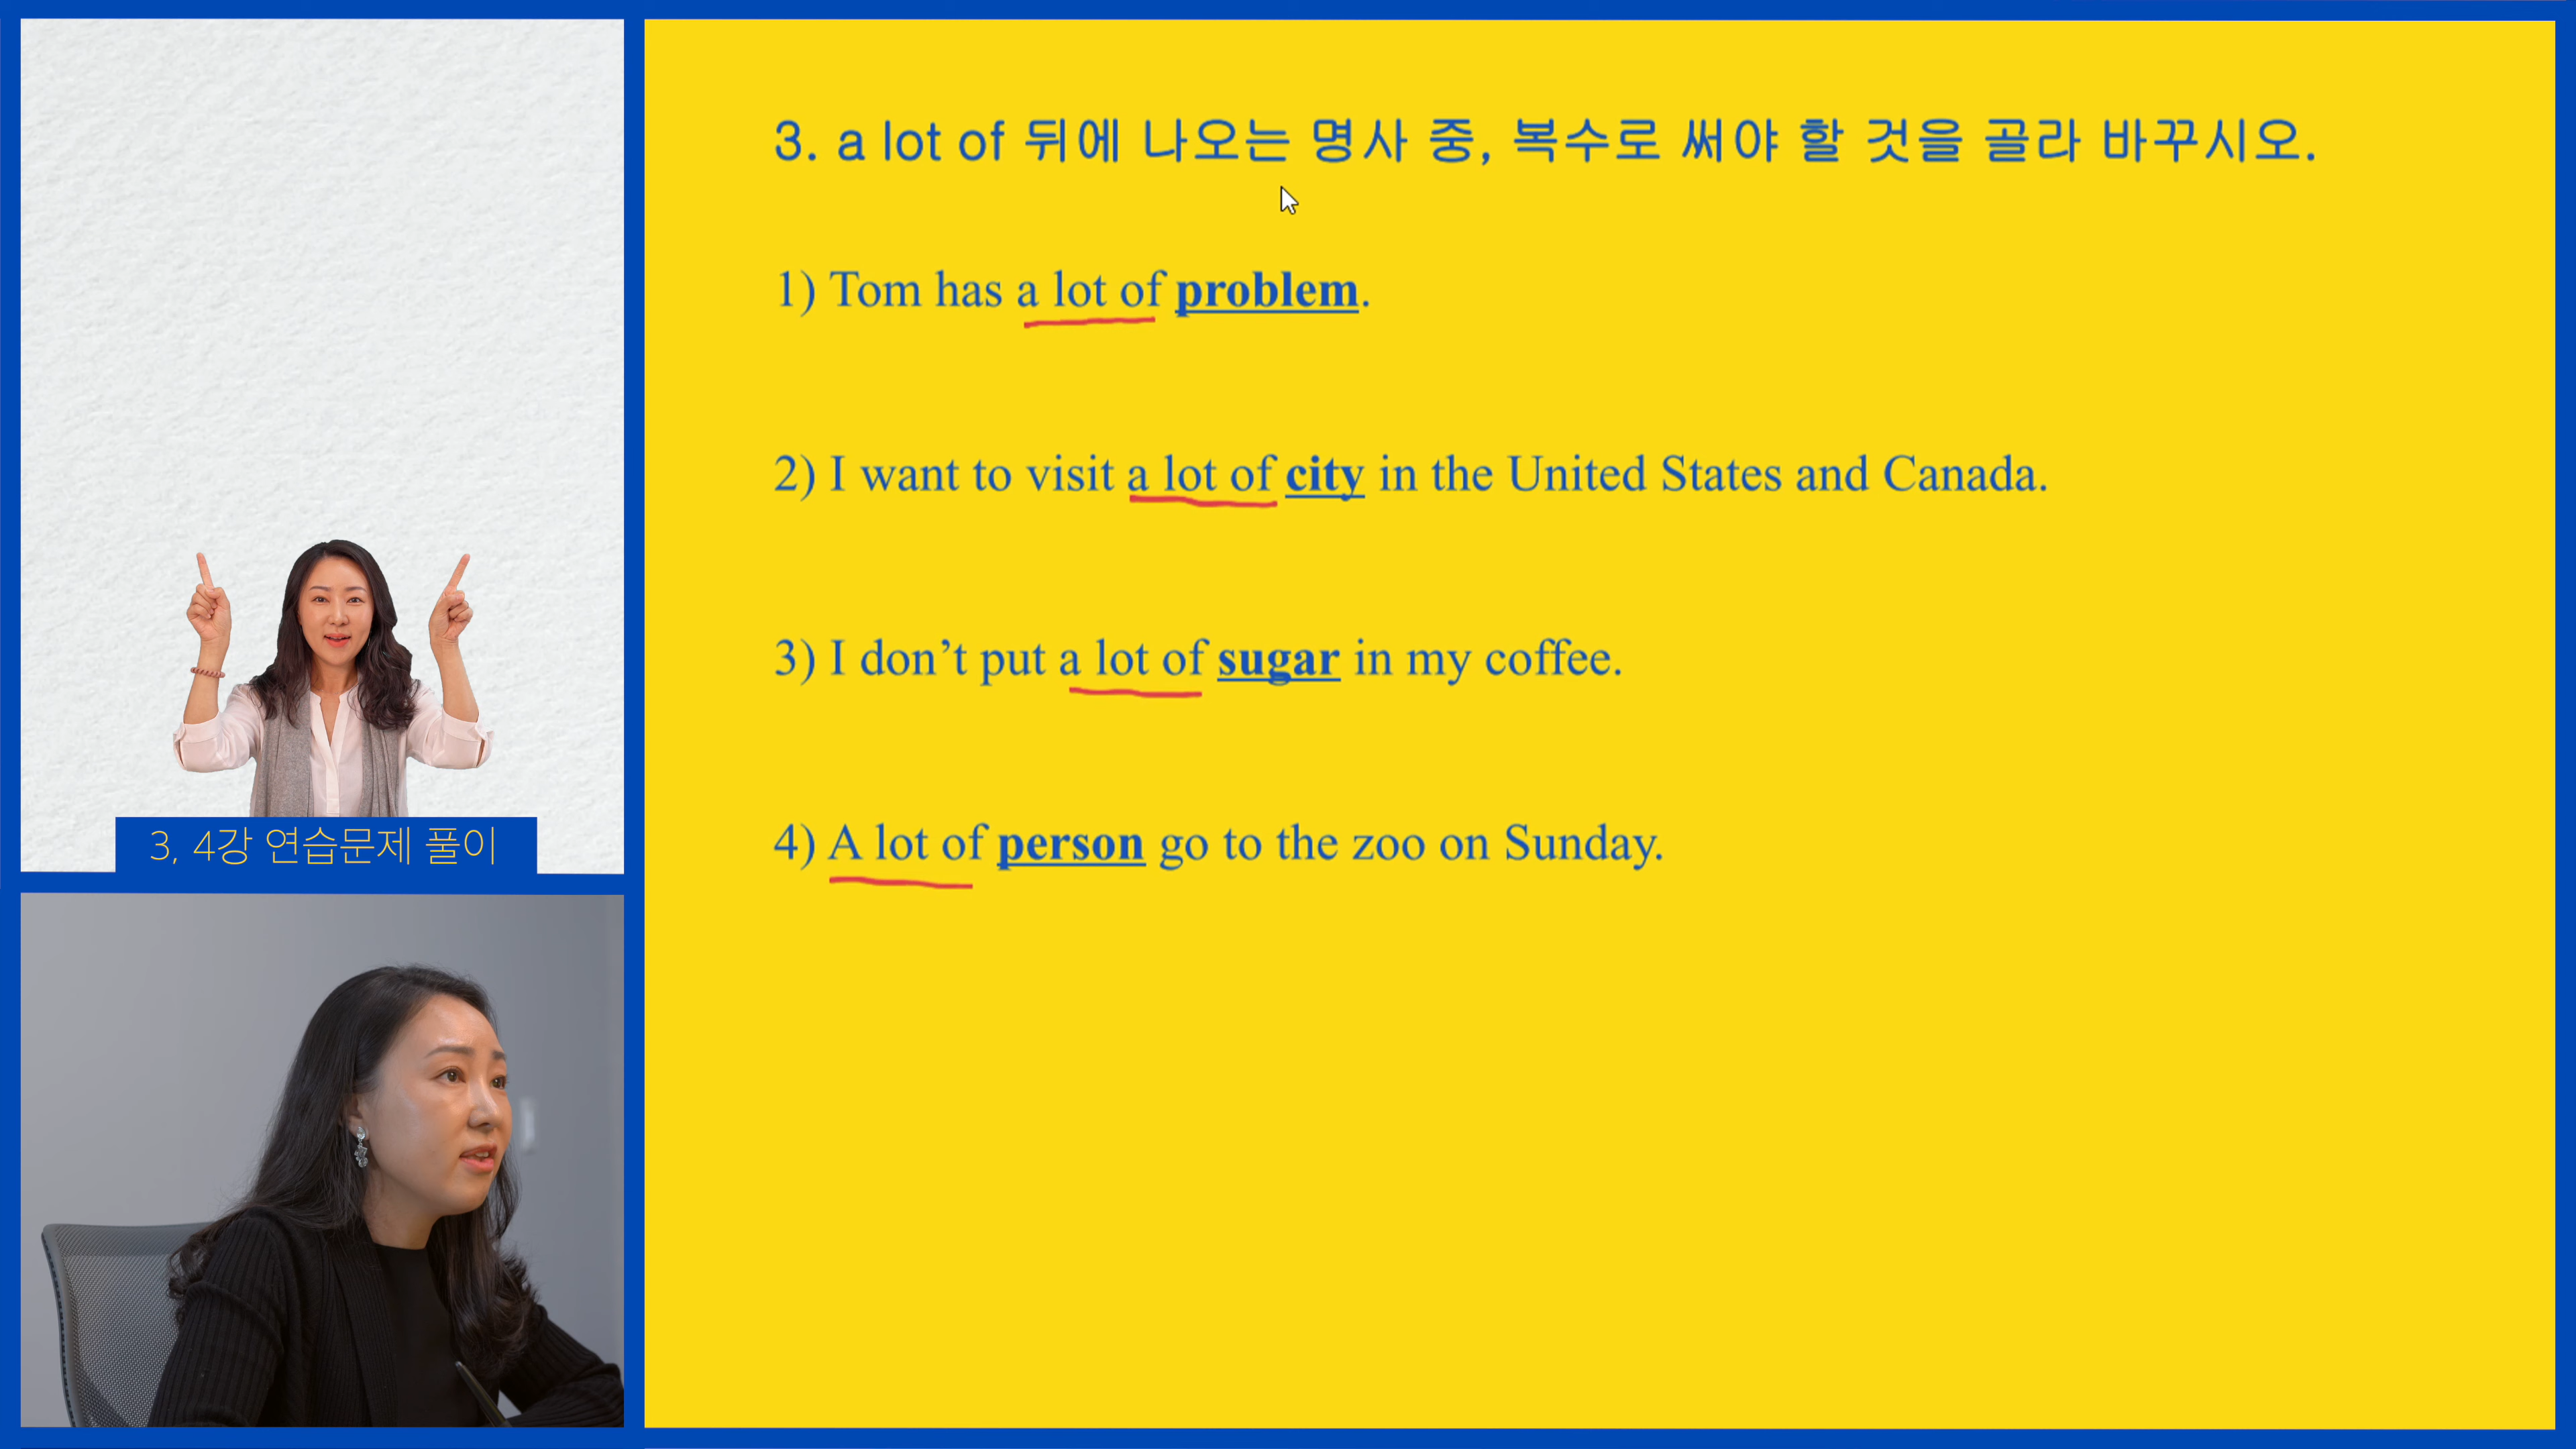 3. a lot of 뒤에 나오는 명사 중, 복수로 써야 할 것을 골라 바꾸시오.
1) Tom has a lot of problem.
2) I want to visit a lot of city in the United States and Canada.
3) I don’t put a lot of sugar in my coffee.
4) A lot of person go to the zoo on Sunday.
3, 4강 연습문제 풀이